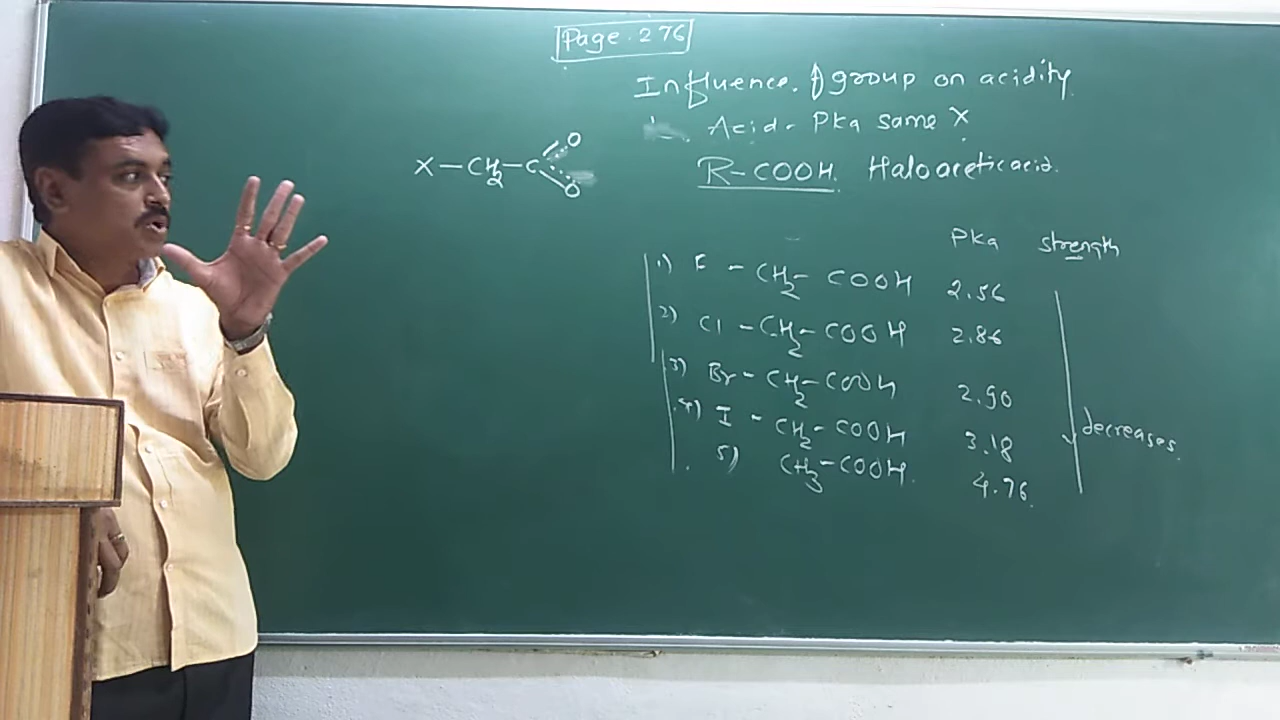 Page. 276
Influence. of group on acidity.
Acid - Pka same X
R-COOH. Haloacetic acid.
X-CH2-C
O
O
Pka strength
1) F - CH2- COOH 2.56
2) Cl - CH2-COOH 2.86
3) Br - CH2-COOH 2.90
4) I - CH2-COOH 3.18
5) CH3-COOH. 4.76.
decreases.